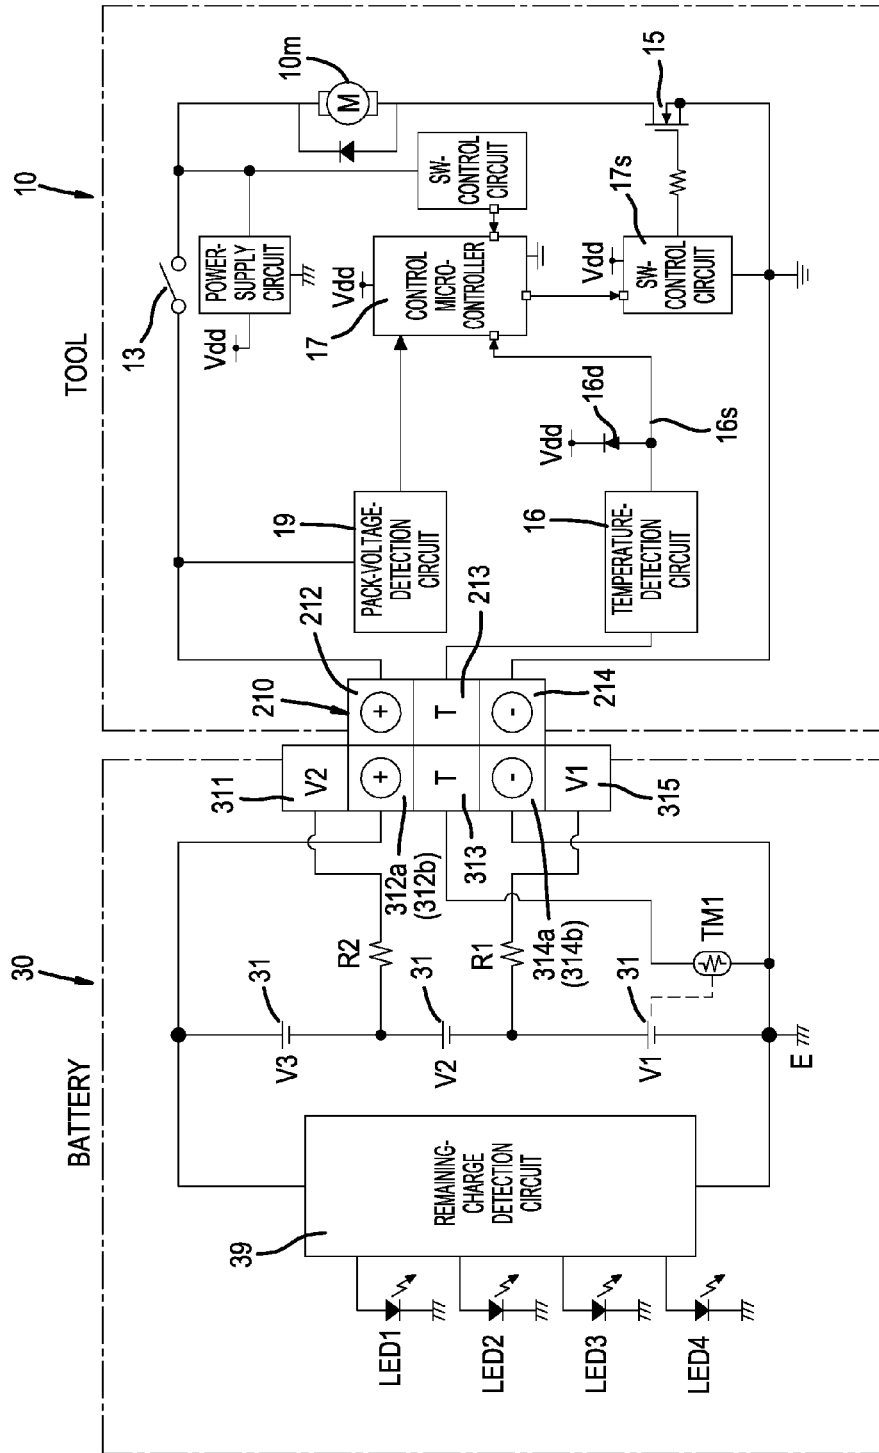 BATTERY
30
TOOL
10
LED1
LED2
LED3
LED4
39
REMAINING-
CHARGE
DETECTION
CIRCUIT
V3
31
V2
31
V1
31
E
R2
R1
TM1
311
V2
+
312a
(312b)
T
313
-
314a
(314b)
V1
315
210
212
+
T
213
-
214
13
Vdd
POWER-
SUPPLY
CIRCUIT
10m
M
19
PACK-VOLTAGE-
DETECTION
CIRCUIT
17
Vdd
CONTROL
MICRO-
CONTROLLER
SW-
CONTROL
CIRCUIT
16
TEMPERATURE-
DETECTION
CIRCUIT
Vdd
16d
16s
Vdd
SW-
CONTROL
CIRCUIT
17s
15